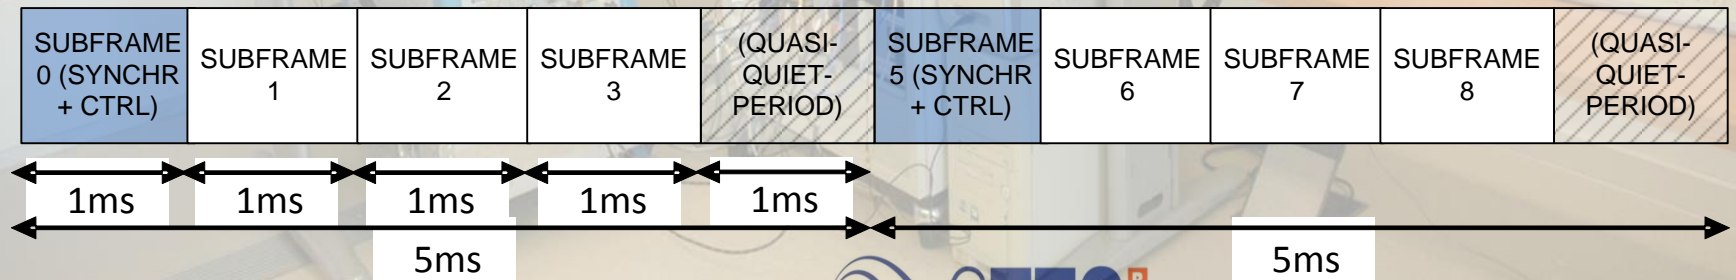 SUBFRAME
0 (SYNCHR
+ CTRL)
SUBFRAME
1
SUBFRAME
2
SUBFRAME
3
(QUASI-
QUIET-
PERIOD)
SUBFRAME
5 (SYNCHR
+ CTRL)
SUBFRAME
6
SUBFRAME
7
SUBFRAME
8
(QUASI-
QUIET-
PERIOD)
1ms
1ms
1ms
1ms
1ms
5ms
5ms